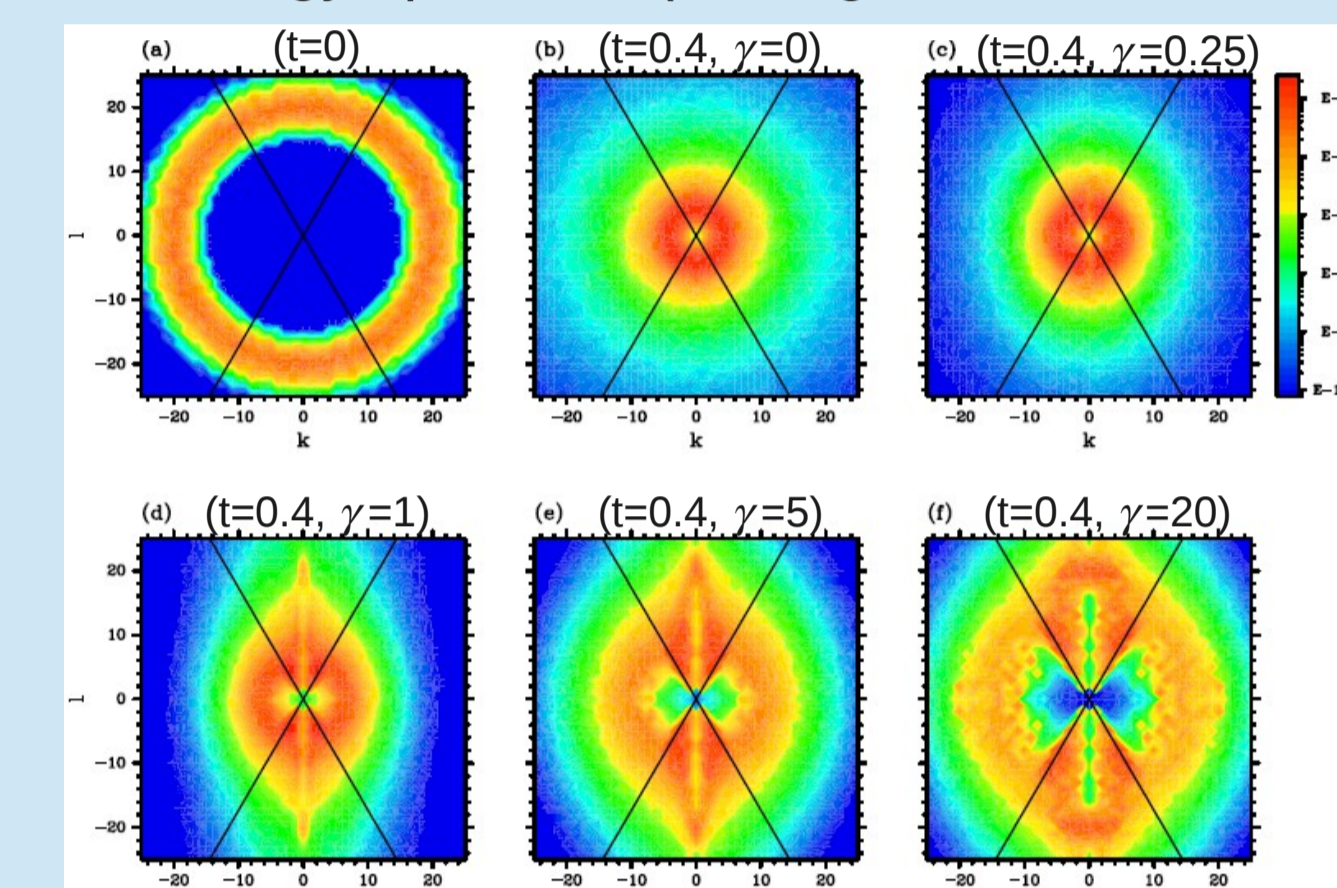 (a) (t=0)
(b) (t=0.4, γ=0)
(c) (t=0.4, γ=0.25)
20
10
0
−10
−20
l
−20 −10 0 10 20
k
−20 −10 0 10 20
k
−20 −10 0 10 20
k
E-
E-
E-
E-
E-
E-1
(d) (t=0.4, γ=1)
(e) (t=0.4, γ=5)
(f) (t=0.4, γ=20)
20
10
0
−10
−20
l
−20 −10 0 10 20
−20 −10 0 10 20
−20 −10 0 10 20